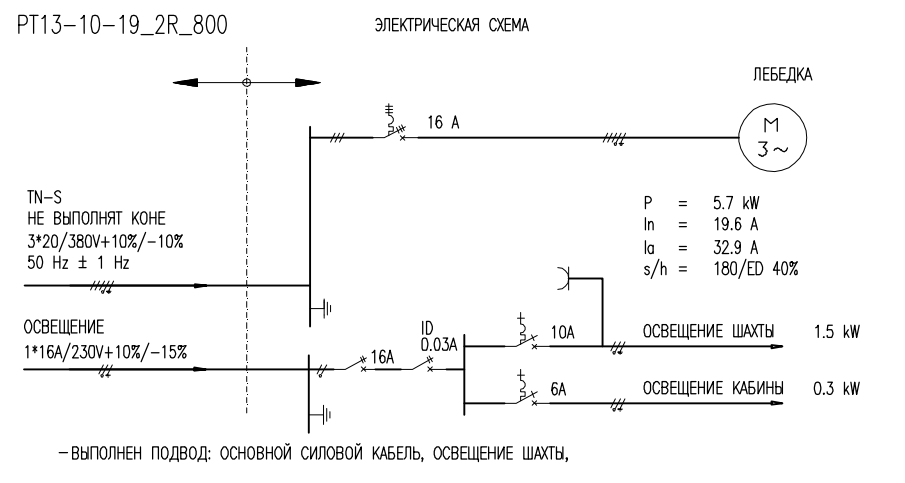 PT13-10-19_2R_800
ЭЛЕКТРИЧЕСКАЯ СХЕМА
ЛЕБЕДКА
16 A
M
3~
TN-S
НЕ ВЫПОЛНЯТ КОНЕ
3*20/380V+10%/-10%
50 Hz ± 1 Hz
P = 5.7 kW
In = 19.6 A
Ia = 32.9 A
s/h = 180/ED 40%
ОСВЕЩЕНИЕ
1*16A/230V+10%/-15%
16A
ID
0.03A
10A
ОСВЕЩЕНИЕ ШАХТЫ 1.5 kW
6A
ОСВЕЩЕНИЕ КАБИНЫ 0.3 kW
-ВЫПОЛНЕН ПОДВОД: ОСНОВНОЙ СИЛОВОЙ КАБЕЛЬ, ОСВЕЩЕНИЕ ШАХТЫ,